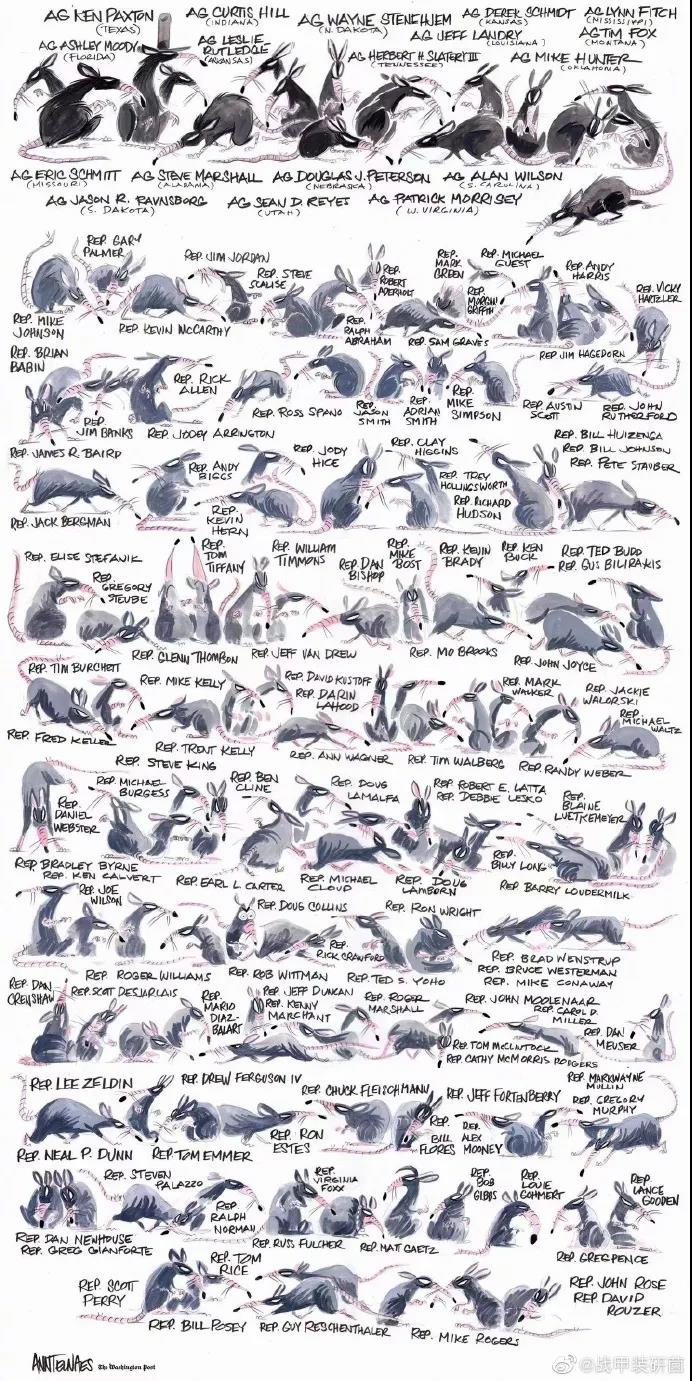 AG KEN PAXTON
(TEXAS)
AG CURTIS HILL
(INDIANA)
AG WAYNE STENEHJEM
(N. DAKOTA)
AG DEREK SCHMIDT
(KANSAS)
AG LYNN FITCH
(MISSISSIPPI)
AG ASHLEY MOODY
(FLORIDA)
AG LESLIE
RUTLEDGE
(ARKANSAS)
AG JEFF LANDRY
(LOUISIANA)
AG TIM FOX
(MONTANA)
AG HERBERT H. SLATERY III
(TENNESSEE)
AG MIKE HUNTER
(OKLAHOMA)
AG ERIC SCHMITT
(MISSOURI)
AG STEVE MARSHALL
(ALABAMA)
AG DOUGLAS J. PETERSON
(NEBRASKA)
AG ALAN WILSON
(S. CAROLINA)
AG JASON R. RAVNSBORG
(S. DAKOTA)
AG SEAN D. REYES
(UTAH)
AG PATRICK MORRISEY
(W. VIRGINIA)
REP. GARY
PALMER
REP. JIM JORDAN
REP. STEVE
SCALISE
REP.
ROBERT
ADERHOLT
REP.
MARK
GREEN
REP. MICHAEL
GUEST
REP. ANDY
HARRIS
REP. VICKY
HARTZLER
REP.
MORGAN
GRIFFITH
REP. MIKE
JOHNSON
REP. KEVIN McCARTHY
REP.
RALPH
ABRAHAM
REP. SAM GRAVES
REP. JIM HAGEDORN
REP. BRIAN
BABIN
REP. RICK
ALLEN
REP.
JIM BANKS
REP. JODEY ARRINGTON
REP. ROSS SPANO
REP.
JASON
SMITH
REP.
ADRIAN
SMITH
REP.
MIKE
SIMPSON
REP. AUSTIN
SCOTT
REP. JOHN
RUTHERFORD
REP. JAMES R. BAIRD
REP. ANDY
BIGGS
REP. JODY
HICE
REP. CLAY
HIGGINS
REP. BILL HUIZENGA
REP. BILL JOHNSON
REP. PETE STAUBER
REP. TREY
HOLLINGSWORTH
REP. RICHARD
HUDSON
REP. JACK BERGMAN
REP.
KEVIN
HERN
REP. ELISE STEFANIK
REP.
GREGORY
STEUBE
REP.
TOM
TIFFANY
REP. WILLIAM
TIMMONS
REP. DAN
BISHOP
REP.
MIKE
BOST
REP. KEVIN
BRADY
REP. KEN
BUCK
REP. TED BUDD
REP. GUS BILIRAKIS
REP. GLENN THOMPSON
REP. JEFF VAN DREW
REP. MO BROOKS
REP. JOHN JOYCE
REP. TIM BURCHETT
REP. MIKE KELLY
REP. DAVID KUSTOFF
REP. DARIN
LAHOOD
REP. MARK
WALKER
REP. JACKIE
WALORSKI
REP.
MICHAEL
WALTZ
REP. FRED KELLER
REP. TRENT KELLY
REP. ANN WAGNER
REP. TIM WALBERG
REP. RANDY WEBER
REP. STEVE KING
REP. MICHAEL
BURGESS
REP. BEN
CLINE
REP. DOUG
LAMALFA
REP. ROBERT E. LATTA
REP. DEBBIE LESKO
REP.
BLAINE
LUETKEMEYER
REP.
DANIEL
WEBSTER
REP. BRADLEY BYRNE
REP. KEN CALVERT
REP. EARL L. CARTER
REP. MICHAEL
CLOUD
REP. DOUG
LAMBORN
REP.
BILLY LONG
REP. BARRY LOUDERMILK
REP. JOE
WILSON
REP. DOUG COLLINS
REP. RON WRIGHT
REP. ROGER WILLIAMS
REP. ROB WITTMAN
REP.
RICK CRAWFORD
REP. TED S. YOHO
REP. BRAD WENSTRUP
REP. BRUCE WESTERMAN
REP. MIKE CONAWAY
REP. DAN
CRENSHAW
REP. SCOT DESJARLAIS
REP.
MARIO
DIAZ-
BALART
REP. JEFF DUNCAN
REP. KENNY
MARCHANT
REP. ROGER
MARSHALL
REP. JOHN MOOLENAAR
REP. CAROL D.
MILLER
REP. DAN
MEUSER
REP. TOM McCLINTOCK
REP. CATHY McMORRIS RODGERS
REP. LEE ZELDIN
REP. DREW FERGUSON IV
REP. CHUCK FLEISCHMANN
REP. JEFF FORTENBERRY
REP. MARKWAYNE
MULLIN
REP. GREGORY
MURPHY
REP. NEAL P. DUNN
REP. TOM EMMER
REP. RON
ESTES
REP.
BILL
FLORES
REP.
ALEX
MOONEY
REP. STEVEN
PALAZZO
REP.
RALPH
NORMAN
REP.
VIRGINIA
FOXX
REP.
BOB
GIBBS
REP.
LOUIE
GOHMERT
REP.
LANCE
GOODEN
REP. DAN NEWHOUSE
REP. GREG GIANFORTE
REP. RUSS FULCHER
REP. MATT GAETZ
REP. GREG PENCE
REP. SCOTT
PERRY
REP. TOM
RICE
REP. JOHN ROSE
REP. DAVID
ROUZER
REP. BILL POSEY
REP. GUY RESCHENTHALER
REP. MIKE ROGERS
ANN TELNAES
The Washington Post
@战甲装研菌